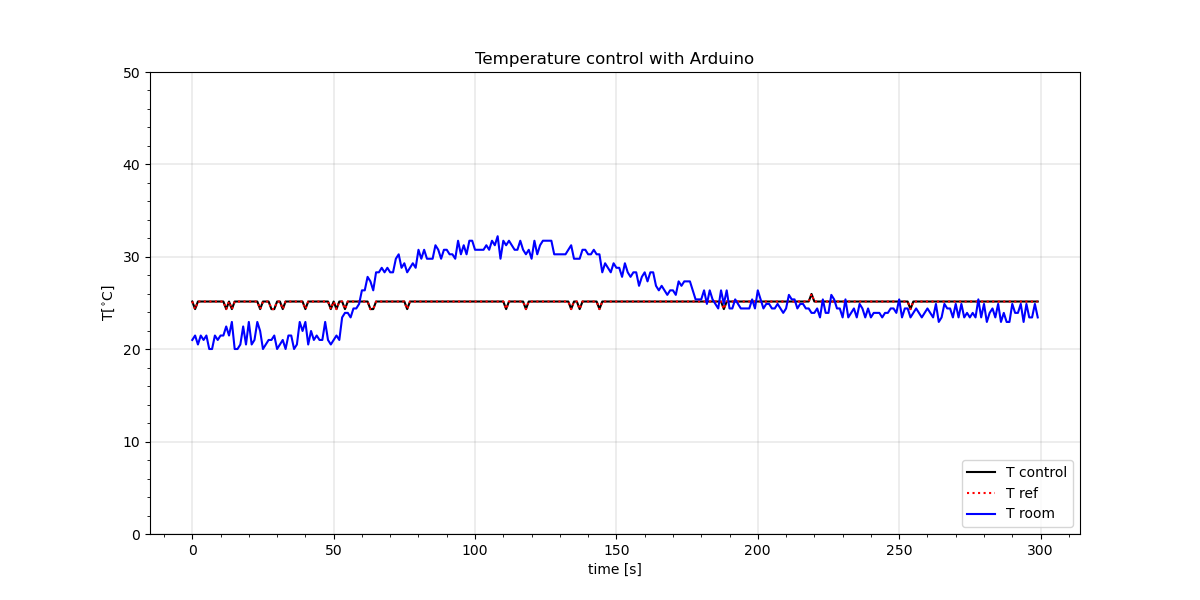 Temperature control with Arduino
T[°C]
50
40
30
20
10
0
0 50 100 150 200 250 300
time [s]
T control
T ref
T room